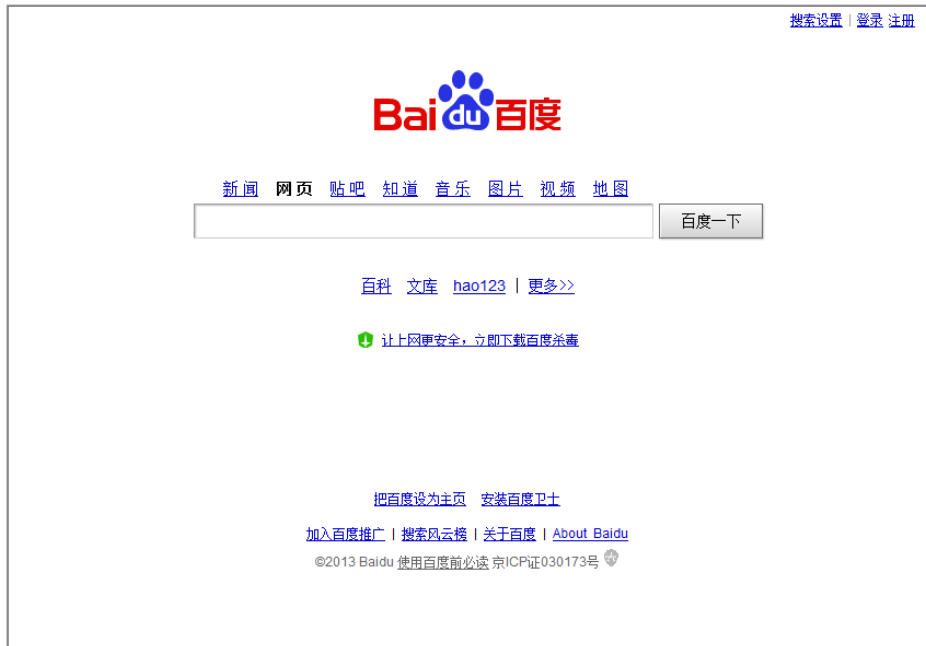 搜索设置 | 登录 注册
Bai du 百度
新闻 网页 贴吧 知道 音乐 图片 视频 地图
百度一下
百科 文库 hao123 | 更多>>
让上网更安全，立即下载百度杀毒
把百度设为主页 安装百度卫士
加入百度推广 | 搜索风云榜 | 关于百度 | About Baidu
©2013 Baidu 使用百度前必读 京ICP证030173号